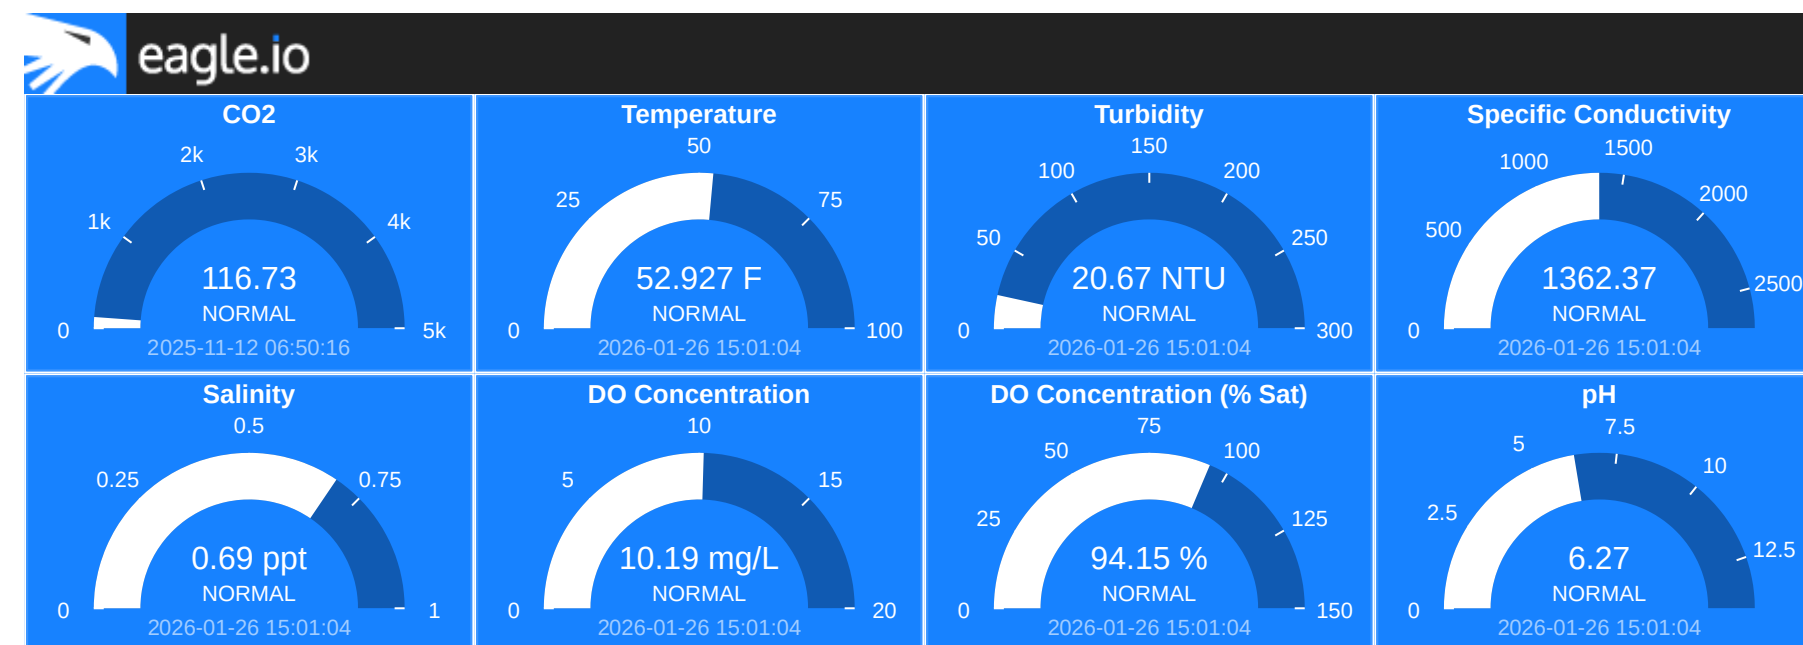 eagle.io
CO2
2k
3k
1k
4k
116.73
NORMAL
0
5k
2025-11-12 06:50:16
Temperature
50
25
75
52.927 F
NORMAL
0
100
2026-01-26 15:01:04
Turbidity
150
100
200
50
250
20.67 NTU
NORMAL
0
300
2026-01-26 15:01:04
Specific Conductivity
1500
1000
2000
500
1362.37
2500
NORMAL
0
2026-01-26 15:01:04
Salinity
0.5
0.25
0.75
0.69 ppt
NORMAL
0
1
2026-01-26 15:01:04
DO Concentration
10
5
15
10.19 mg/L
NORMAL
0
20
2026-01-26 15:01:04
DO Concentration (% Sat)
75
50
100
25
125
94.15 %
NORMAL
0
150
2026-01-26 15:01:04
pH
7.5
5
10
2.5
12.5
6.27
NORMAL
0
2026-01-26 15:01:04